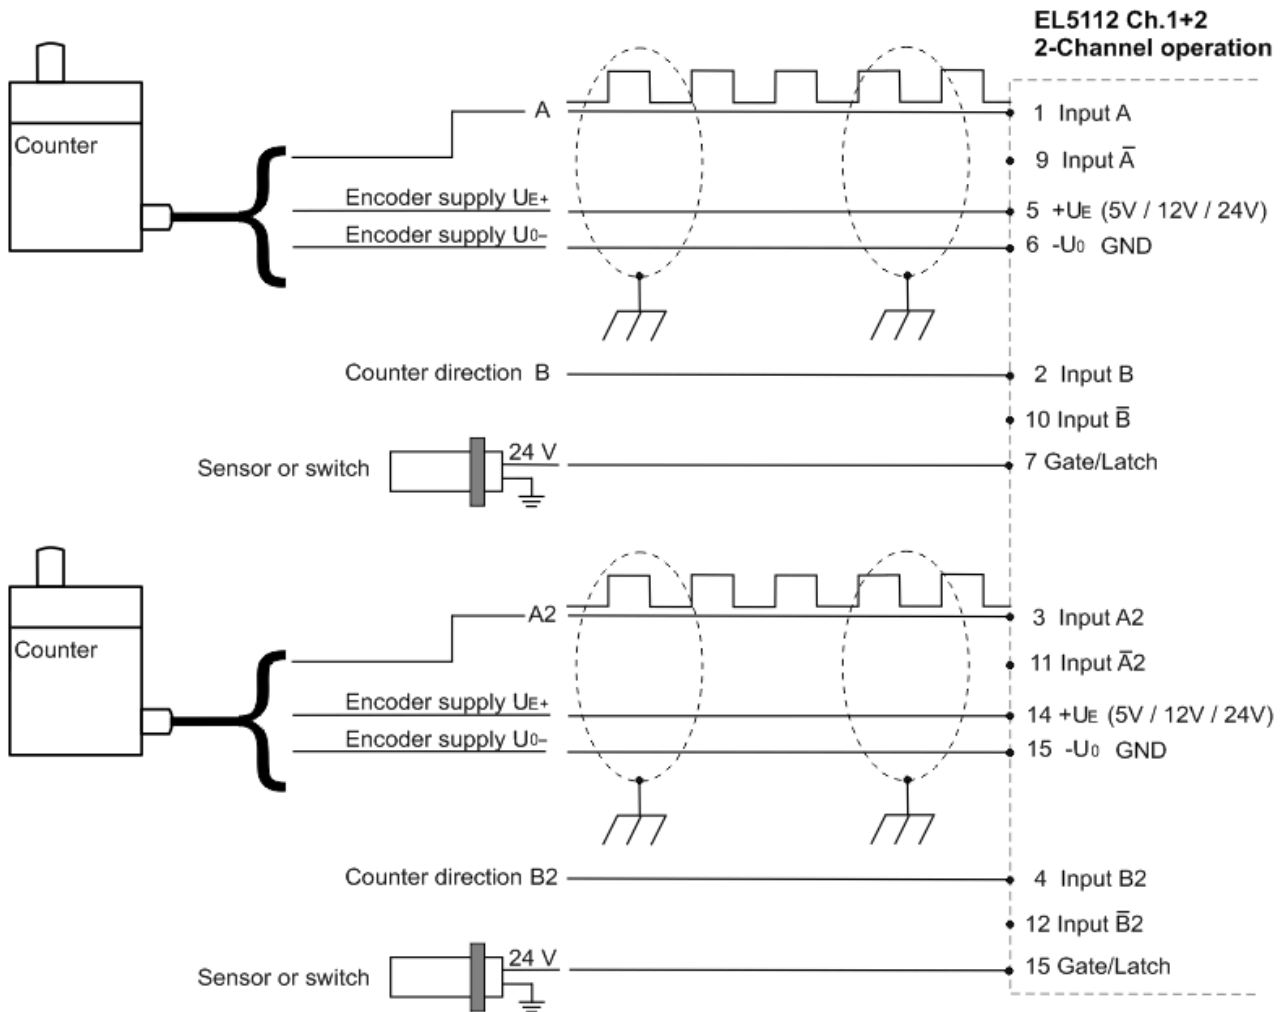 EL5112 Ch.1+2
2-Channel operation
Counter
A
1 Input A
9 Input A̅
Encoder supply UE+
5 +UE (5V / 12V / 24V)
Encoder supply U0–
6 -U0 GND
Counter direction B
2 Input B
10 Input B̅
Sensor or switch
24 V
7 Gate/Latch
Counter
A2
3 Input A2
11 Input A̅2
Encoder supply UE+
14 +UE (5V / 12V / 24V)
Encoder supply U0–
15 -U0 GND
Counter direction B2
4 Input B2
12 Input B̅2
Sensor or switch
24 V
15 Gate/Latch